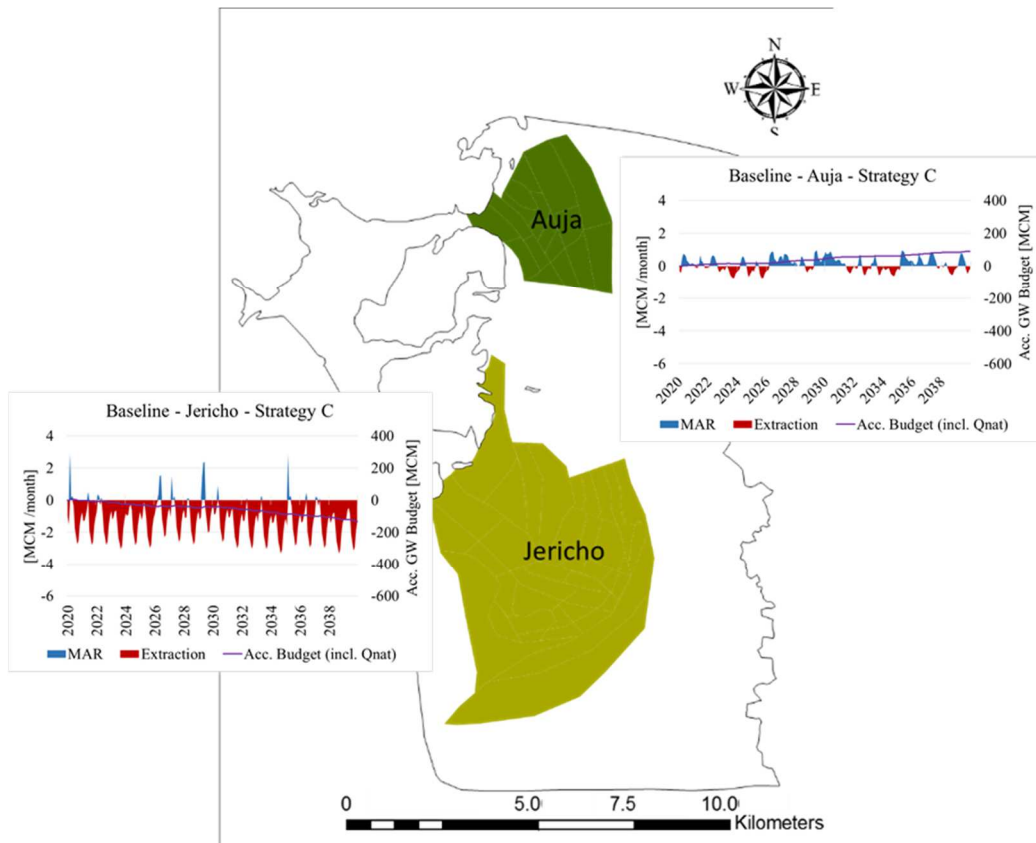 N
W E
S
Auja
Baseline - Auja - Strategy C
4 400
2 200
0 0
-2 -200
-4 -400
-6 -600
[MCM /month]
Acc. GW Budget [MCM]
2020 2022 2024 2026 2028 2030 2032 2034 2036 2038
MAR Extraction Acc. Budget (incl. Qnat)
Baseline - Jericho - Strategy C
4 400
2 200
0 0
-2 -200
-4 -400
-6 -600
[MCM /month]
Acc. GW Budget [MCM]
2020 2022 2024 2026 2028 2030 2032 2034 2036 2038
MAR Extraction Acc. Budget (incl. Qnat)
Jericho
0 5.0 7.5 10.0
Kilometers